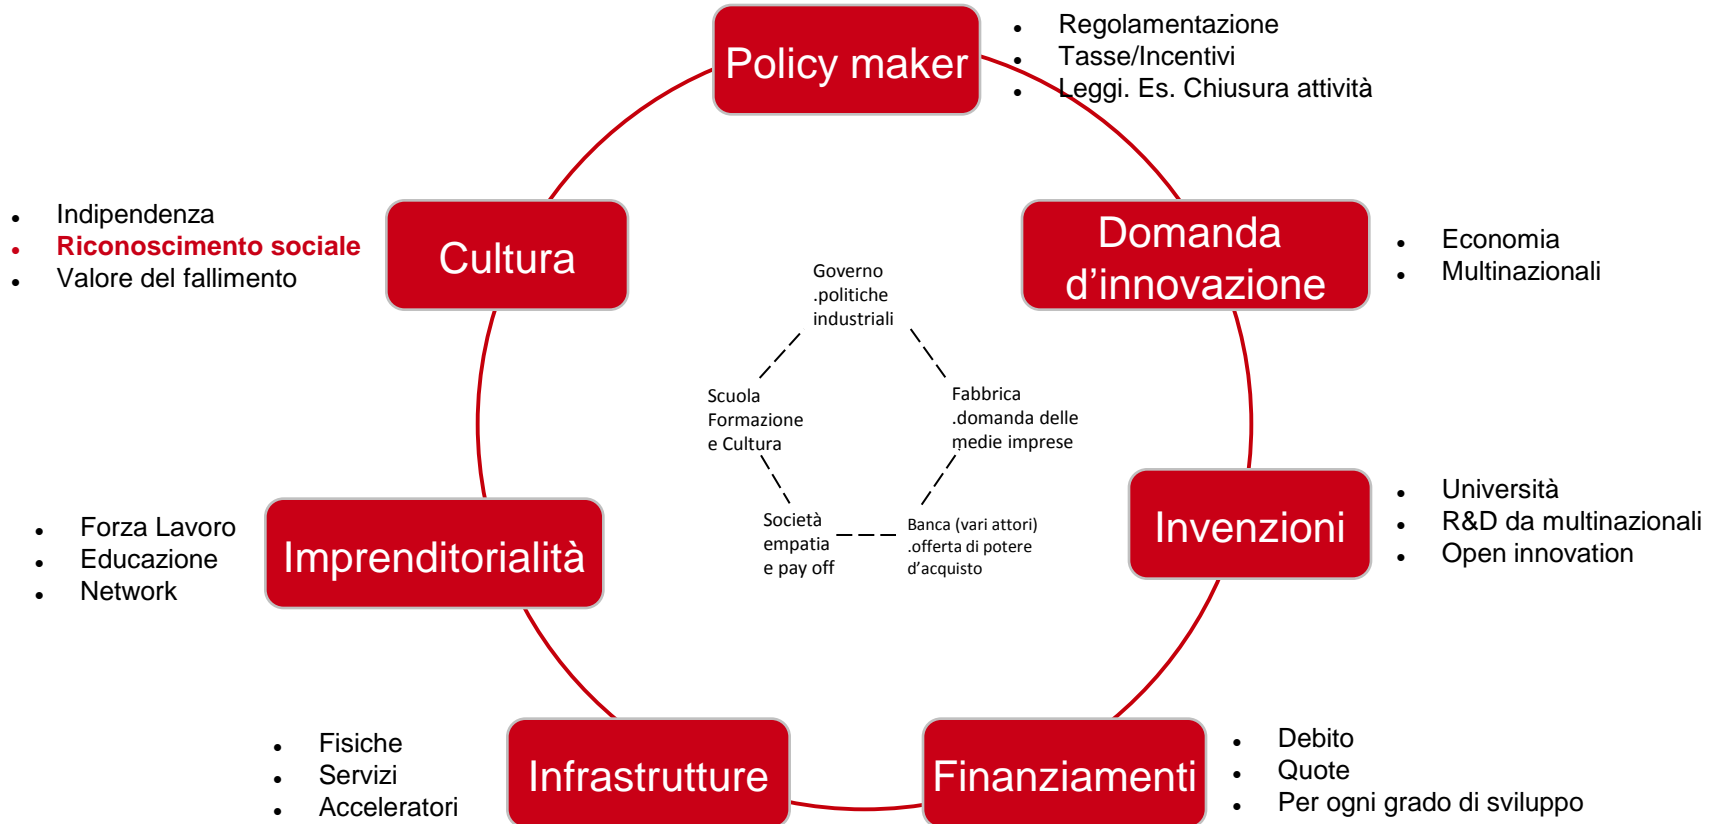 Policy maker
Regolamentazione
Tasse/Incentivi
Leggi. Es. Chiusura attività
Domanda
d’innovazione
Economia
Multinazionali
Invenzioni
Università
R&D da multinazionali
Open innovation
Finanziamenti
Debito
Quote
Per ogni grado di sviluppo
Infrastrutture
Fisiche
Servizi
Acceleratori
Imprenditorialità
Forza Lavoro
Educazione
Network
Cultura
Indipendenza
Riconoscimento sociale
Valore del fallimento
Governo
.politiche
industriali
Fabbrica
.domanda delle
medie imprese
Banca (vari attori)
.offerta di potere
d’acquisto
Società
empatia
e pay off
Scuola
Formazione
e Cultura